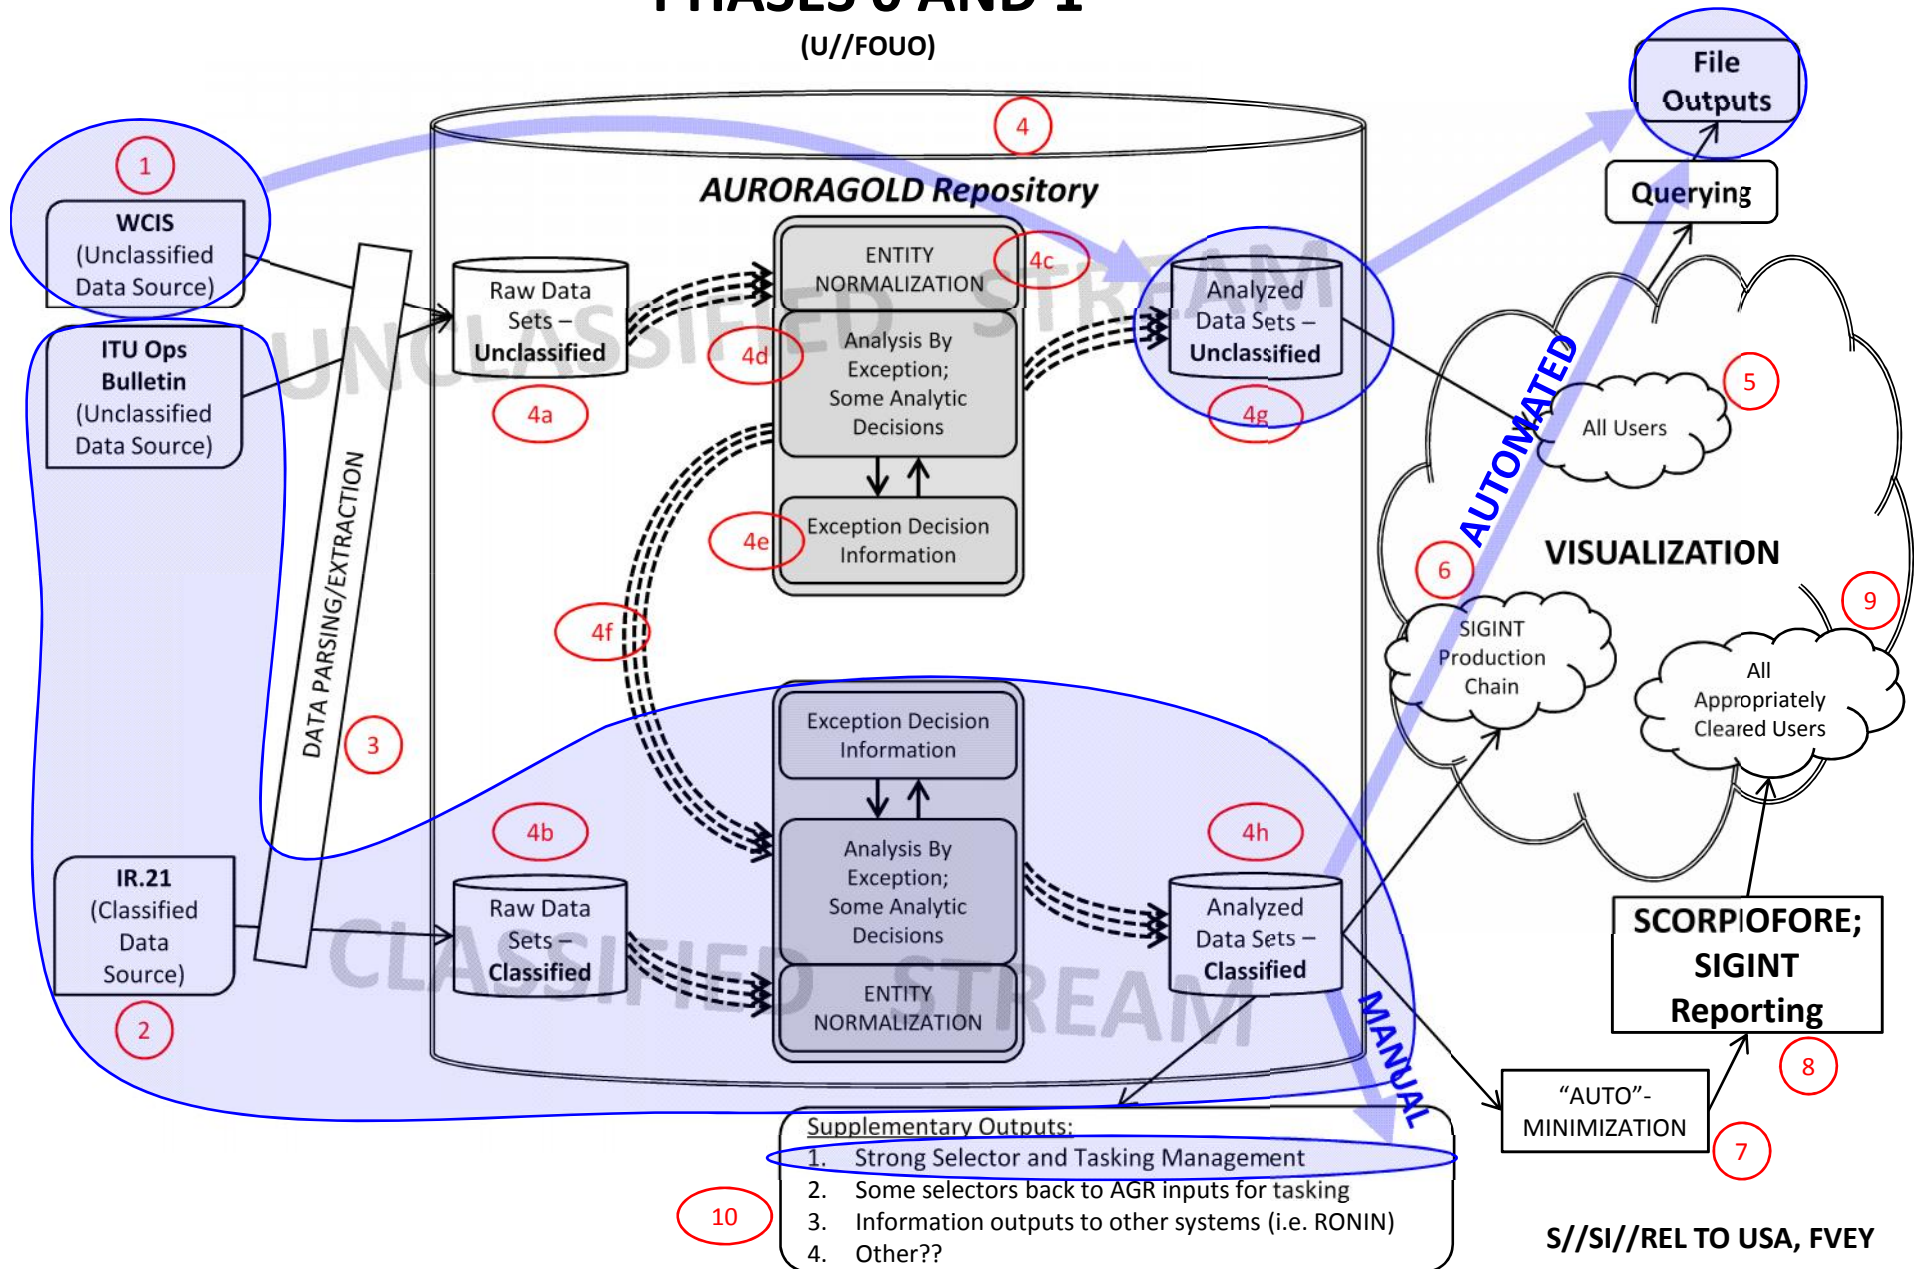 PHASES 0 AND 1
(U//FOUO)
File
Outputs
Querying
1
WCIS
(Unclassified
Data Source)
ITU Ops
Bulletin
(Unclassified
Data Source)
DATA PARSING/EXTRACTION
3
IR.21
(Classified
Data
Source)
2
4
AURORAGOLD Repository
UNCLASSIFIED STREAM
Raw Data
Sets –
Unclassified
4a
ENTITY
NORMALIZATION
4c
Analysis By
Exception;
Some Analytic
Decisions
4d
Exception Decision
Information
4e
4f
Analyzed
Data Sets –
Unclassified
4g
Exception Decision
Information
Analysis By
Exception;
Some Analytic
Decisions
ENTITY
NORMALIZATION
4b
Raw Data
Sets –
Classified
4h
Analyzed
Data Sets –
Classified
CLASSIFIED STREAM
AUTOMATED
MANUAL
5
All Users
VISUALIZATION
6
SIGINT
Production
Chain
9
All
Appropriately
Cleared Users
SCORPIOFORE;
SIGINT
Reporting
8
"AUTO"-
MINIMIZATION
7
Supplementary Outputs:
1. Strong Selector and Tasking Management
2. Some selectors back to AGR inputs for tasking
3. Information outputs to other systems (i.e. RONIN)
4. Other??
10
S//SI//REL TO USA, FVEY